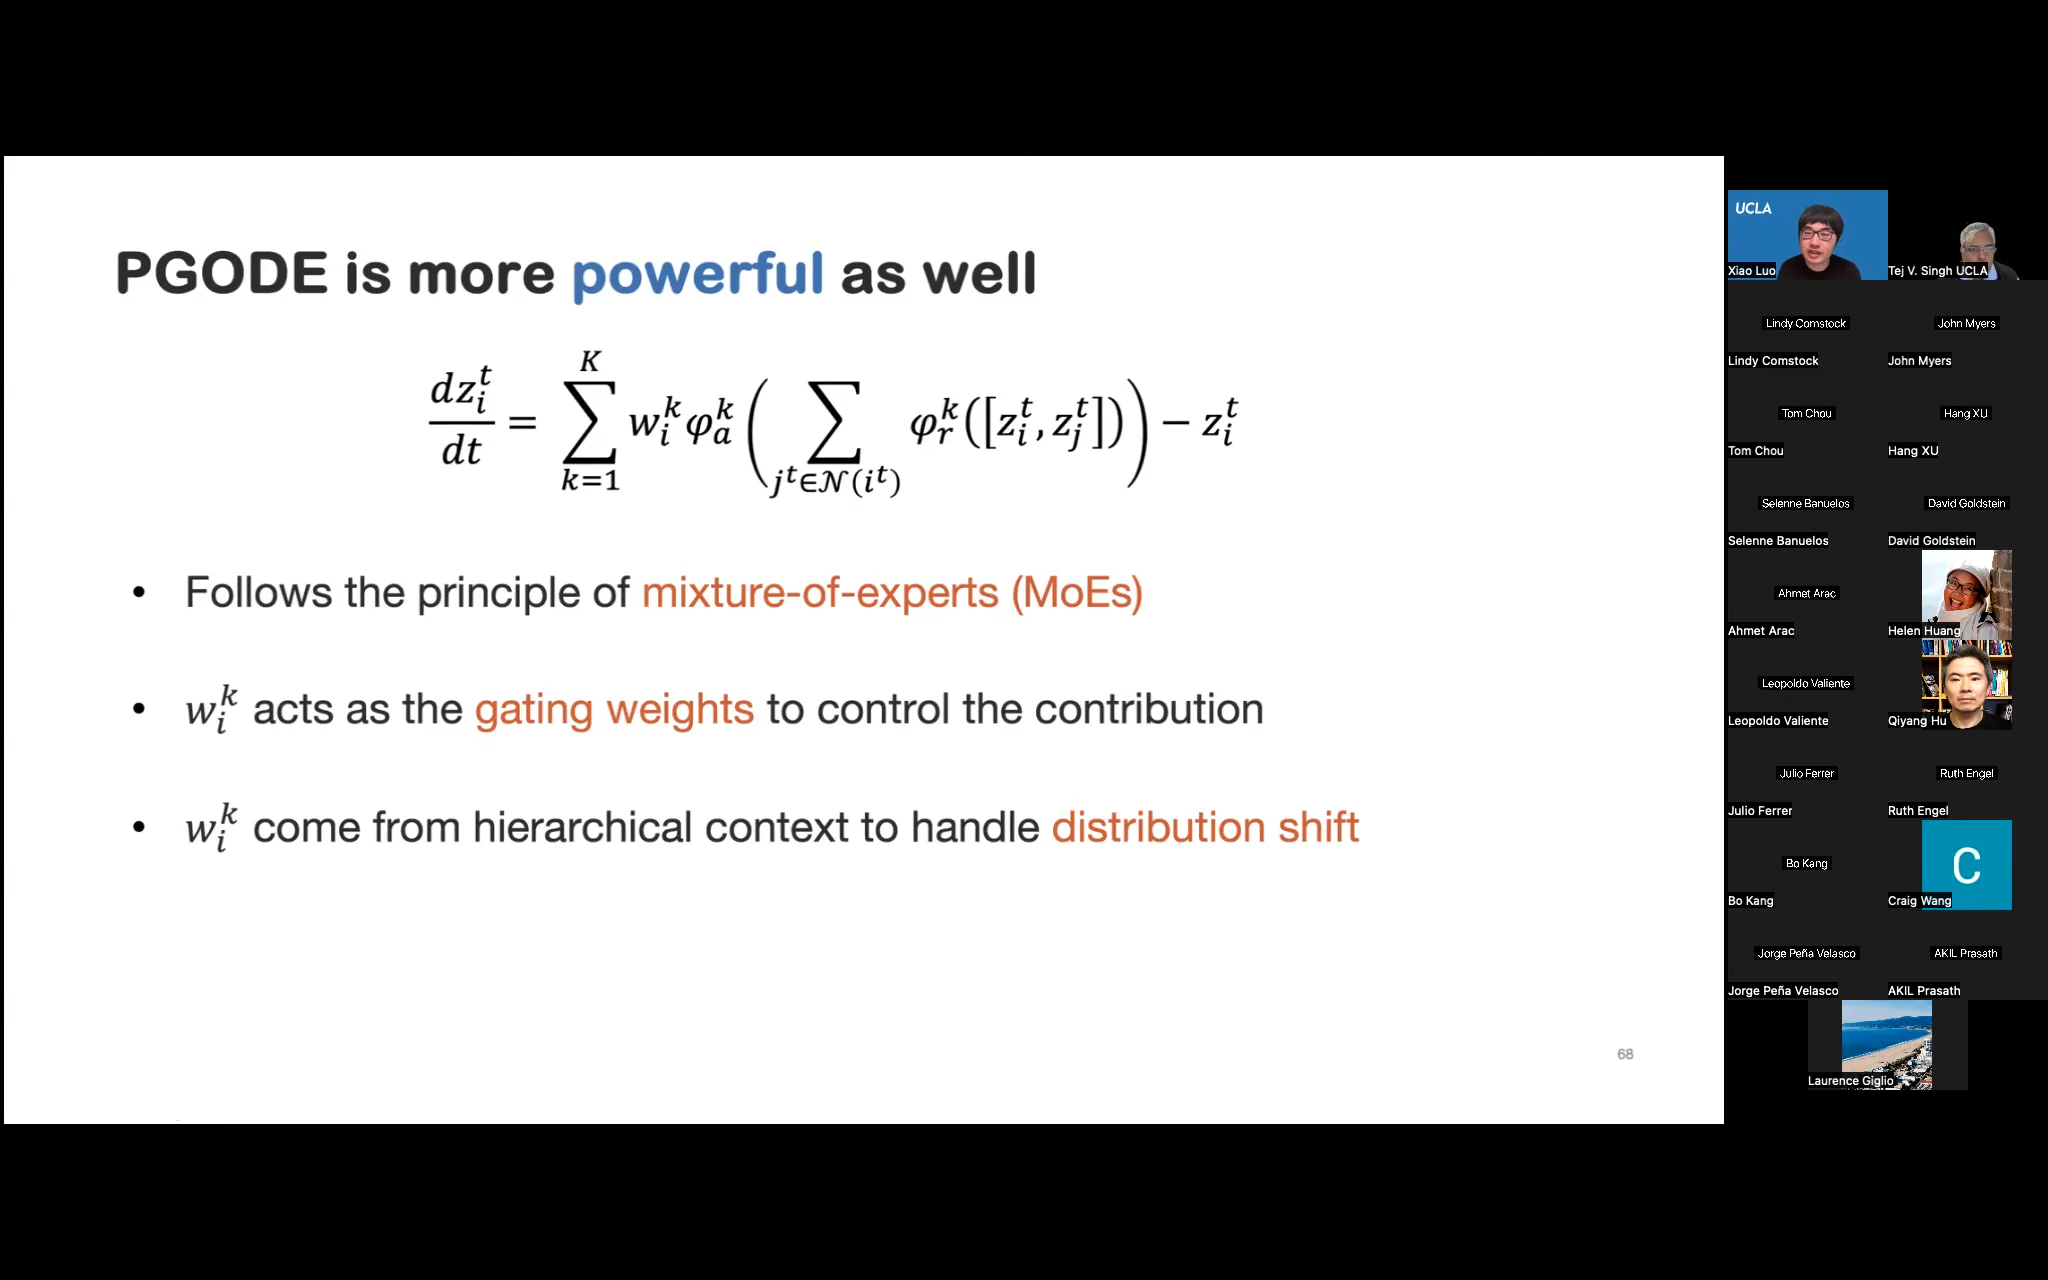 PGODE is more powerful as well
dz_i^t/dt = ∑_{k=1}^{K} w_i^k φ_a^k ( ∑_{j^t∈𝒩(i^t)} φ_r^k([z_i^t, z_j^t]) ) − z_i^t
• Follows the principle of mixture-of-experts (MoEs)
• w_i^k acts as the gating weights to control the contribution
• w_i^k come from hierarchical context to handle distribution shift
68
UCLA
Xiao Luo
Tej V. Singh UCLA
Lindy Comstock
John Myers
Lindy Comstock
John Myers
Tom Chou
Hang XU
Tom Chou
Hang XU
Selenne Banuelos
David Goldstein
Selenne Banuelos
David Goldstein
Ahmet Arac
Ahmet Arac
Helen Huang
Leopoldo Valiente
Leopoldo Valiente
Qiyang Hu
Julio Ferrer
Ruth Engel
Julio Ferrer
Ruth Engel
Bo Kang
C
Bo Kang
Craig Wang
Jorge Peña Velasco
AKIL Prasath
Jorge Peña Velasco
AKIL Prasath
Laurence Giglio